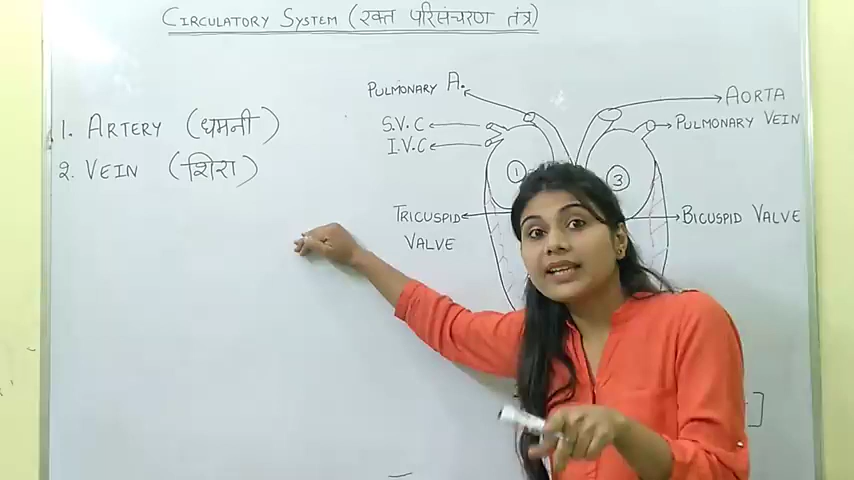 CIRCULATORY SYSTEM (रक्त परिसंचरण तंत्र)
1. ARTERY (धमनी)
2. VEIN (शिरा)
PULMONARY A.
S.V.C
I.V.C
TRICUSPID
VALVE
1
3
AORTA
PULMONARY VEIN
BICUSPID VALVE